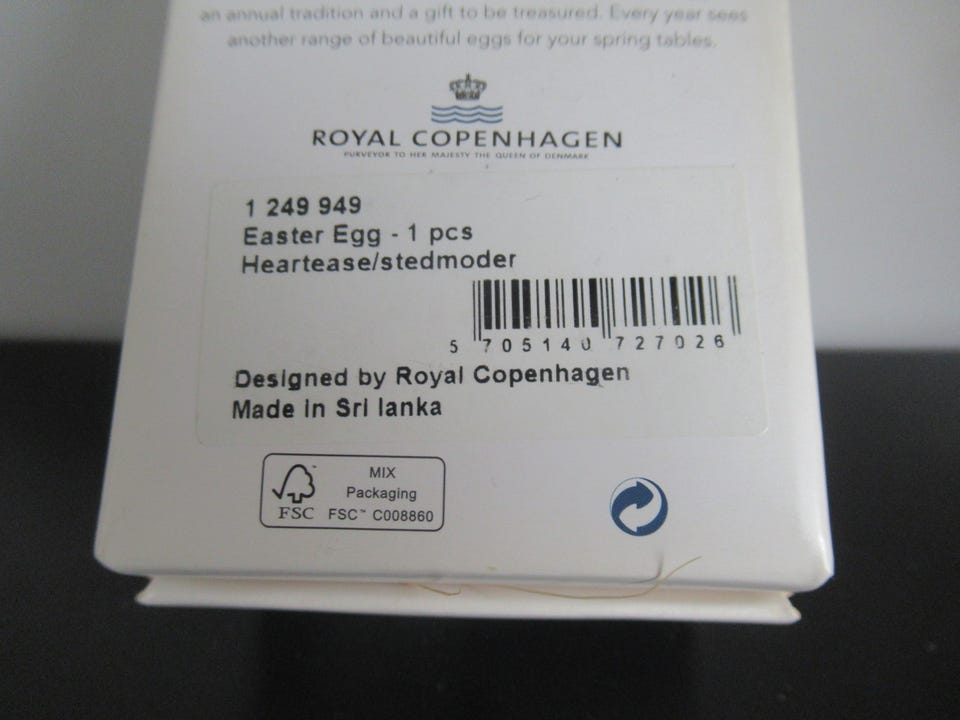 an annual tradition and a gift to be treasured. Every year sees
another range of beautiful eggs for your spring tables.
ROYAL COPENHAGEN
PURVEYOR TO HER MAJESTY THE QUEEN OF DENMARK
1 249 949
Easter Egg - 1 pcs
Heartease/stedmoder
5 705140 727026
Designed by Royal Copenhagen
Made in Sri lanka
MIX
Packaging
FSC™ C008860
FSC